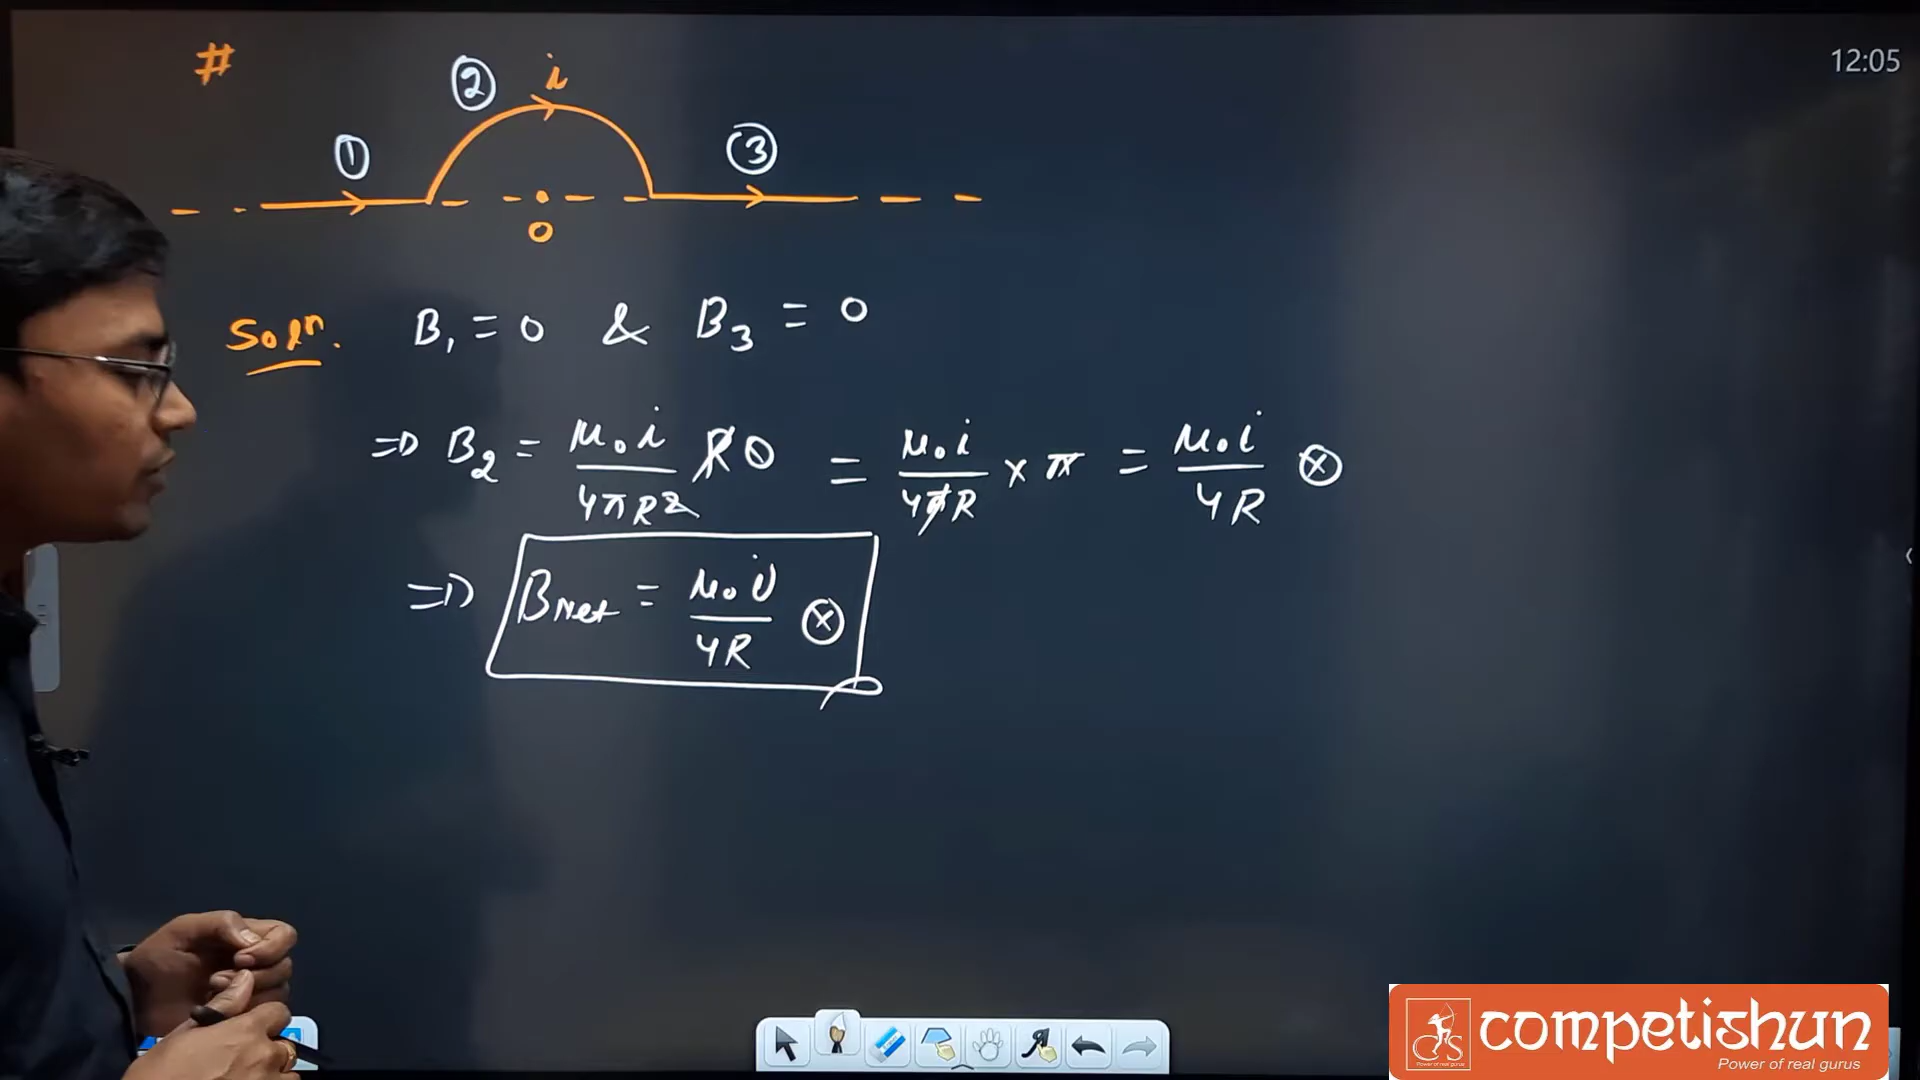 12:05
# ② i
① ③
O
Soln. B₁ = 0 & B₃ = 0
⇒ B₂ = μ₀i/4πR² Rθ = μ₀i/4πR × π = μ₀i/4R ⊗
⇒ BNet = μ₀i/4R ⊗
competishun
Power of real gurus